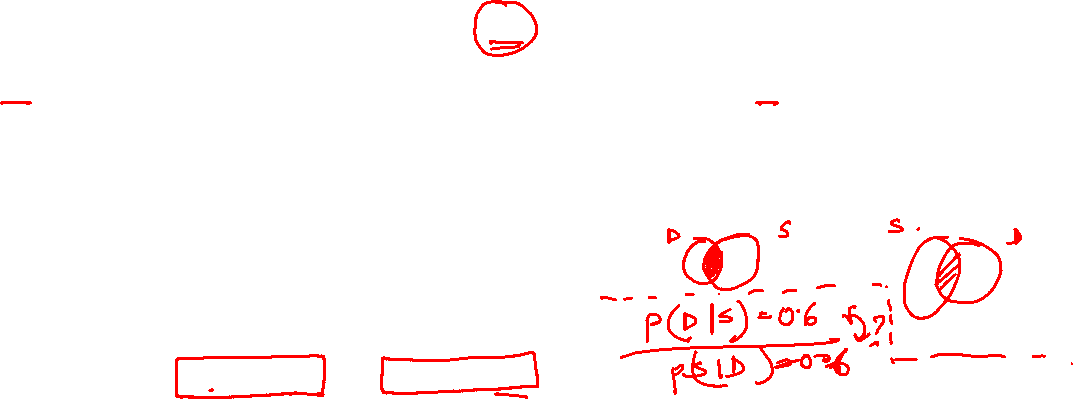 D S S. D
P(D|S) = 0.6 ?
P(S|D) = 0.6